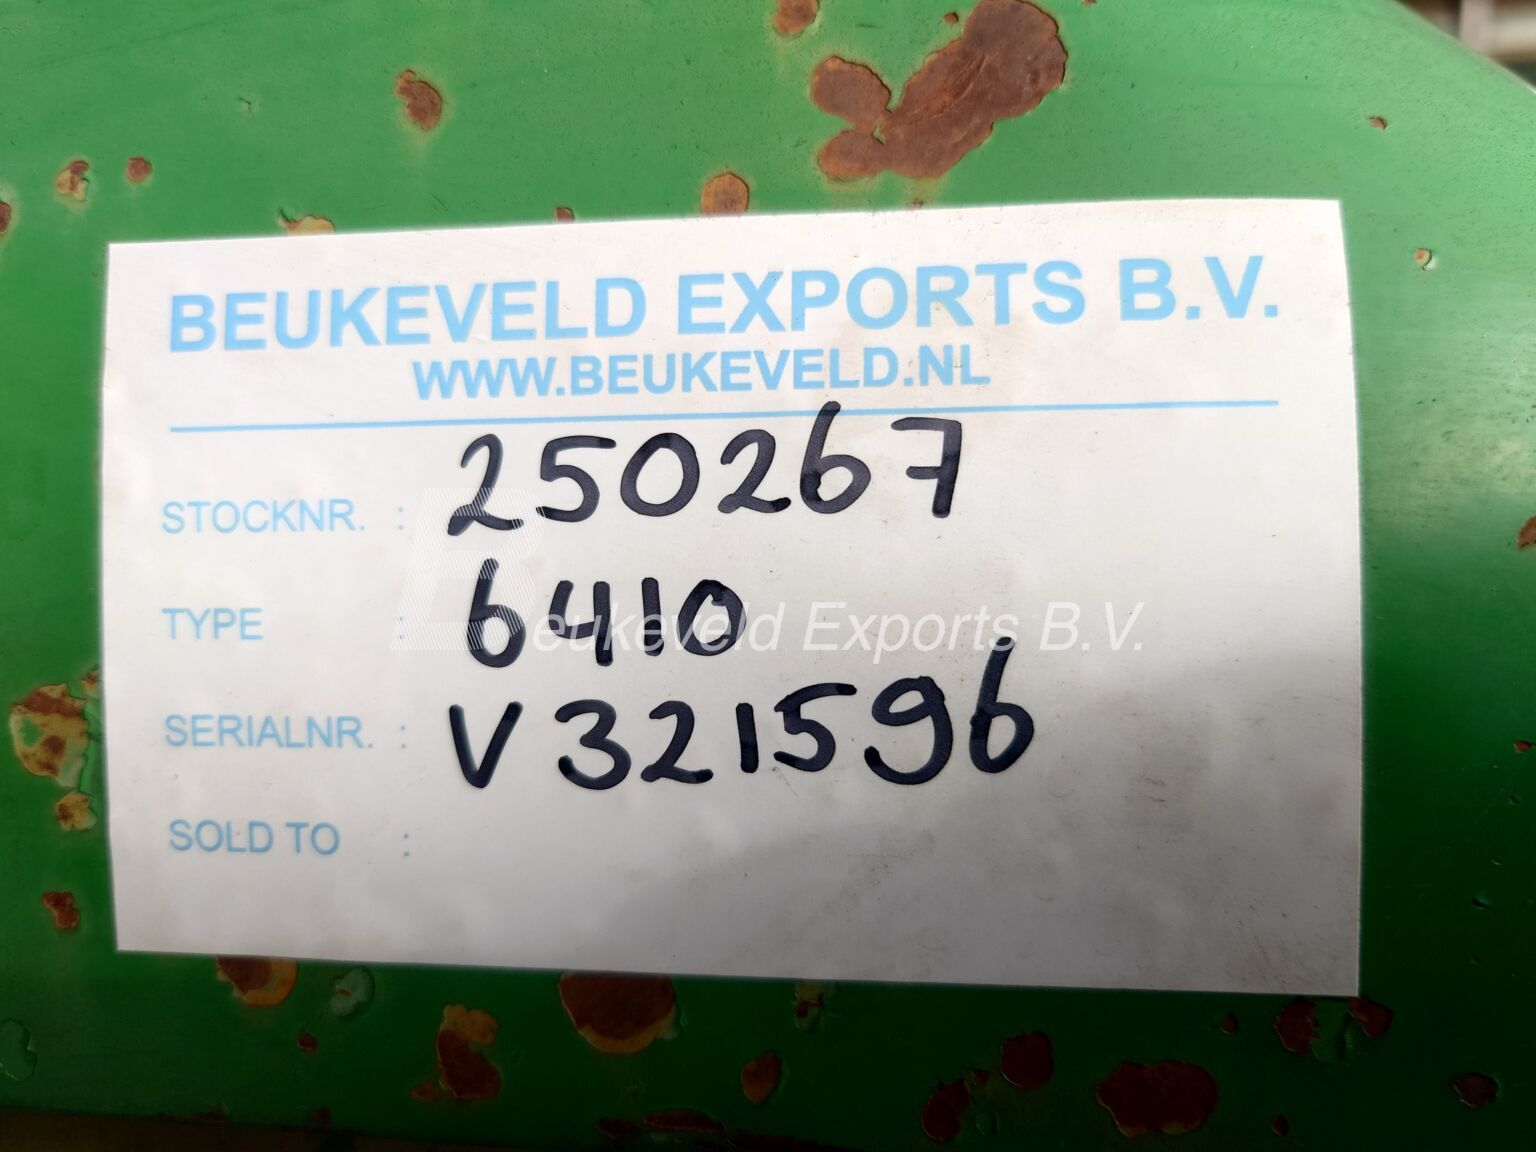 BEUKEVELD EXPORTS B.V.
WWW.BEUKEVELD.NL
STOCKNR. : 250267
TYPE : 6410
Beukeveld Exports B.V.
SERIALNR. : V321596
SOLD TO :